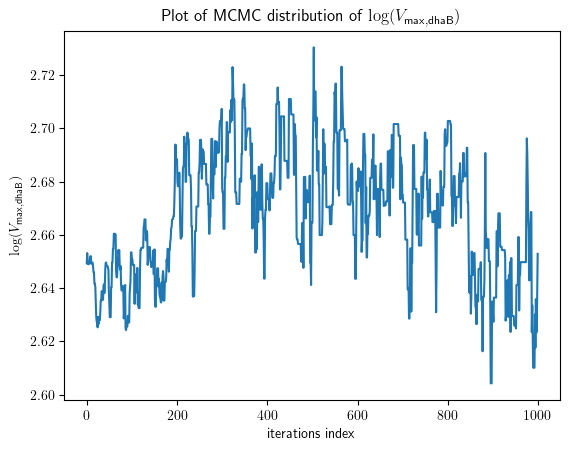 Plot of MCMC distribution of log(V_max,dhaB)
2.72
2.70
2.68
2.66
2.64
2.62
2.60
log(V_max,dhaB)
0 200 400 600 800 1000
iterations index